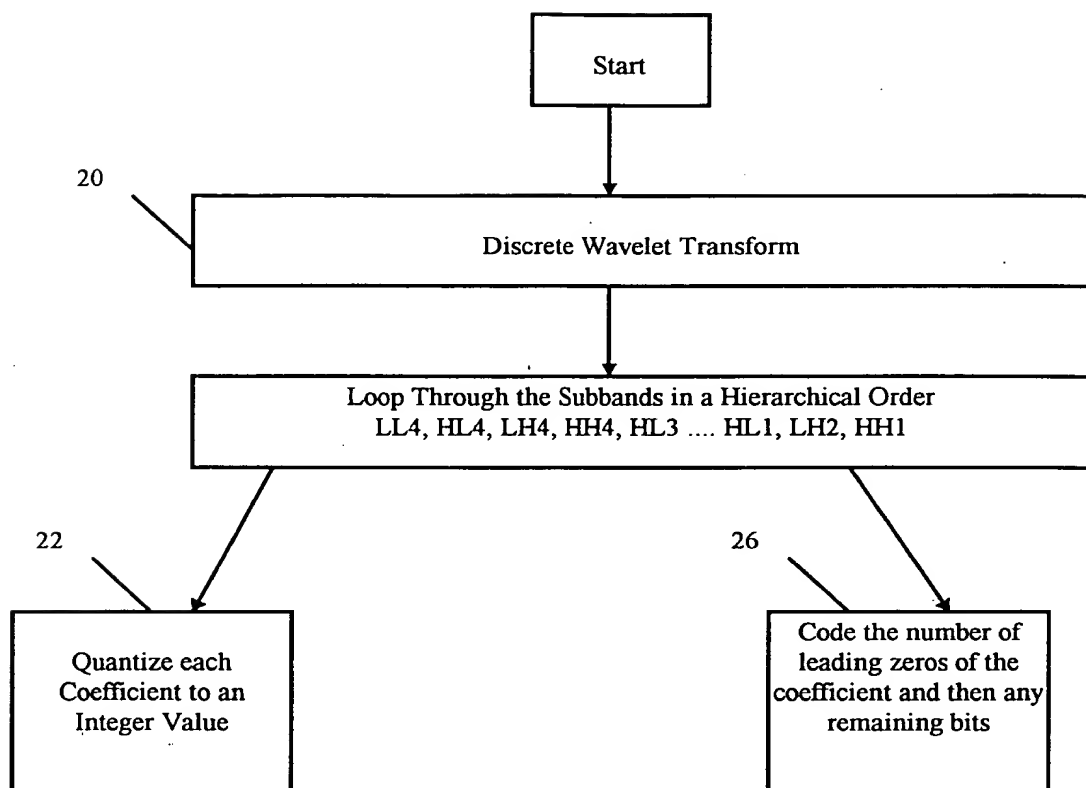 Start
20
Discrete Wavelet Transform
Loop Through the Subbands in a Hierarchical Order
LL4, HL4, LH4, HH4, HL3 .... HL1, LH2, HH1
22
26
Quantize each
Coefficient to an
Integer Value
Code the number of
leading zeros of the
coefficient and then any
remaining bits